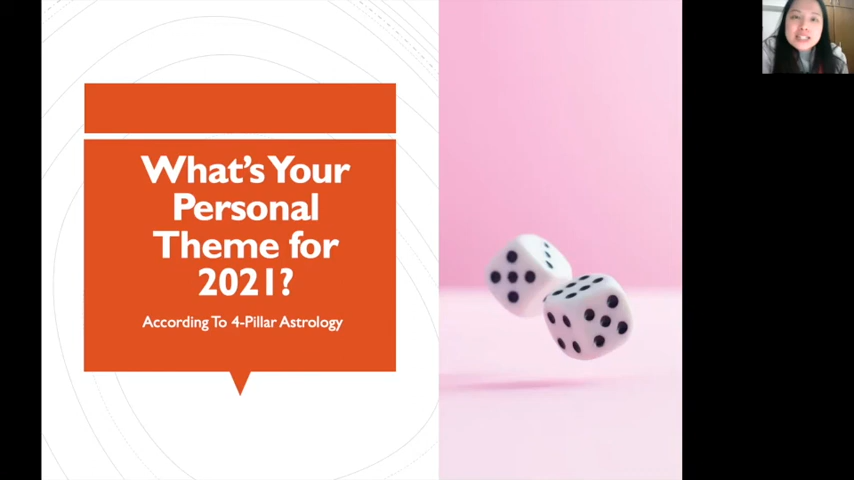 What's Your
Personal
Theme for
2021?
According To 4-Pillar Astrology